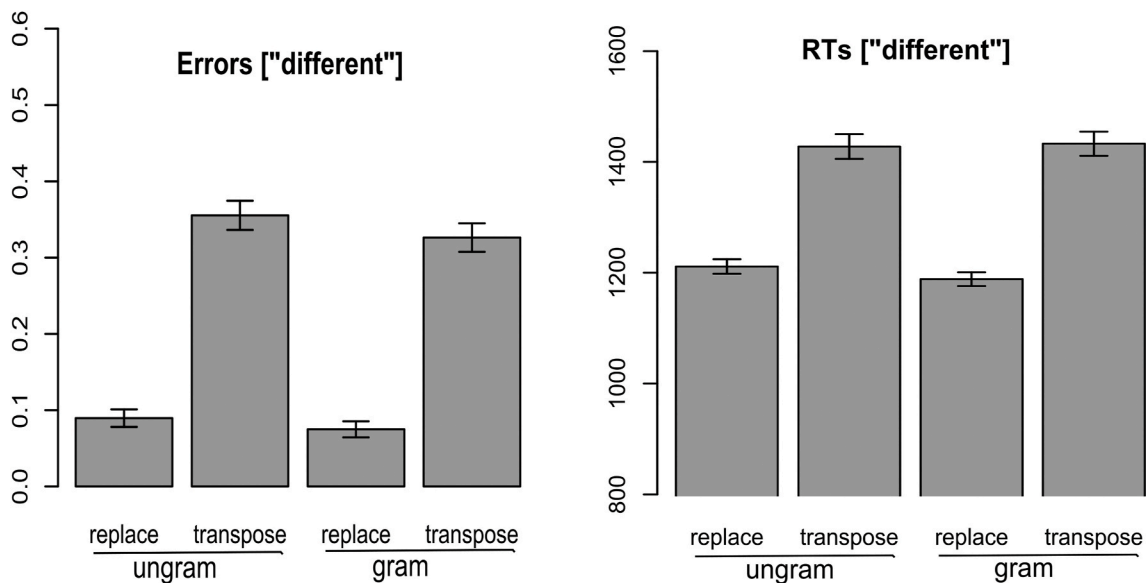 Errors ["different"]
0.6
0.5
0.4
0.3
0.2
0.1
0.0
replace transpose replace transpose
ungram gram
RTs ["different"]
1600
1400
1200
1000
800
replace transpose replace transpose
ungram gram